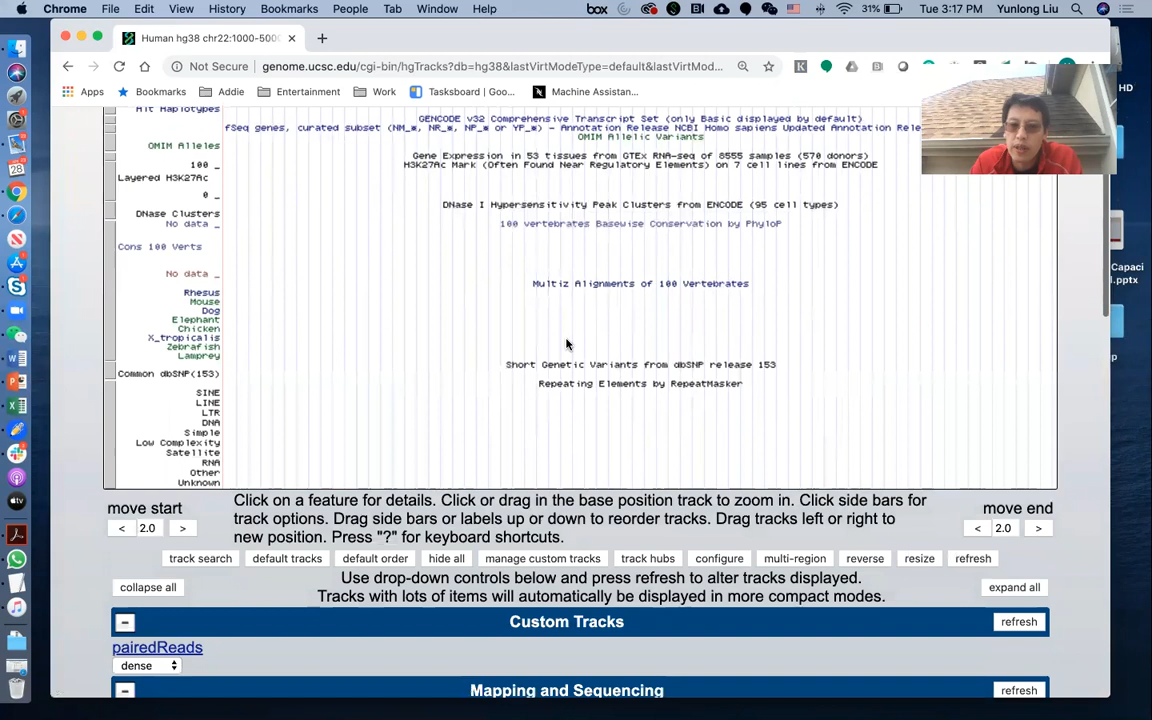 Chrome File Edit View History Bookmarks People Tab Window Help box 31% Tue 3:17 PM Yunlong Liu
Human hg38 chr22:1000-5000
Not Secure genome.ucsc.edu/cgi-bin/hgTracks?db=hg38&lastVirtModeType=default&lastVirtMod...
Apps Bookmarks Addie Entertainment Work Tasksboard | Goo... Machine Assistan...
HD
Alt Haplotypes
GENCODE v32 Comprehensive Transcript Set (only Basic displayed by default)
fSeq genes, curated subset (NM_*, NR_*, NP_* or YP_*) - Annotation Release NCBI Homo sapiens Updated Annotation Rele
OMIM Allelic Variants
OMIM Alleles
Gene Expression in 53 tissues from GTEx RNA-seq of 8555 samples (570 donors)
100 _ H3K27Ac Mark (Often Found Near Regulatory Elements) on 7 cell lines from ENCODE
Layered H3K27Ac
0 _
DNase I Hypersensitivity Peak Clusters from ENCODE (95 cell types)
DNase Clusters
No data _ 100 vertebrates Basewise Conservation by PhyloP
Cons 100 Verts
No data _
Multiz Alignments of 100 Vertebrates
Rhesus
Mouse
Dog
Elephant
Chicken
X_tropicalis
Zebrafish
Lamprey
Short Genetic Variants from dbSNP release 153
Common dbSNP(153)
Repeating Elements by RepeatMasker
SINE
LINE
LTR
DNA
Simple
Low Complexity
Satellite
RNA
Other
Unknown
Capaci
l.pptx
move start
< 2.0 >
Click on a feature for details. Click or drag in the base position track to zoom in. Click side bars for
track options. Drag side bars or labels up or down to reorder tracks. Drag tracks left or right to
new position. Press "?" for keyboard shortcuts.
move end
< 2.0 >
track search default tracks default order hide all manage custom tracks track hubs configure multi-region reverse resize refresh
collapse all
Use drop-down controls below and press refresh to alter tracks displayed.
Tracks with lots of items will automatically be displayed in more compact modes.
expand all
- Custom Tracks refresh
pairedReads
dense
- Mapping and Sequencing refresh